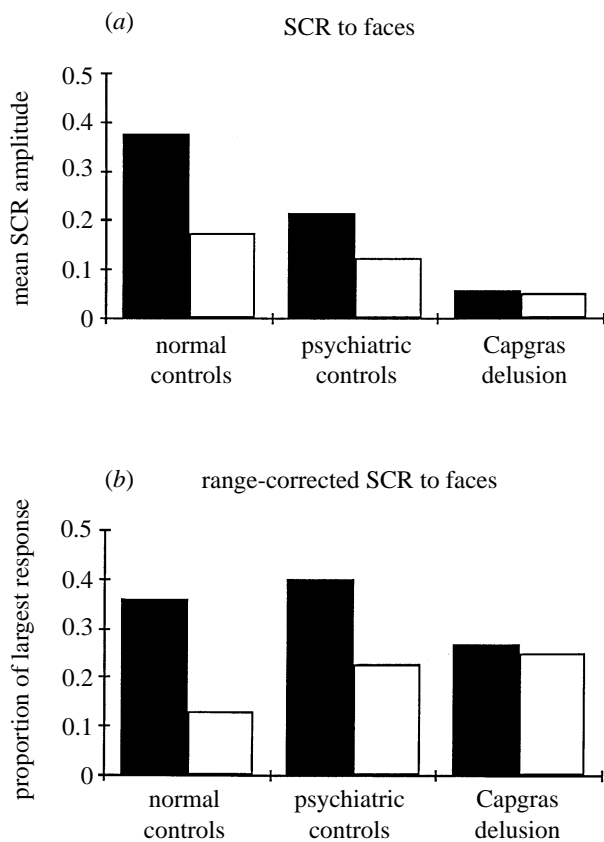 (a) SCR to faces
mean SCR amplitude
0.5
0.4
0.3
0.2
0.1
0
normal controls
psychiatric controls
Capgras delusion
(b) range-corrected SCR to faces
proportion of largest response
0.5
0.4
0.3
0.2
0.1
0
normal controls
psychiatric controls
Capgras delusion